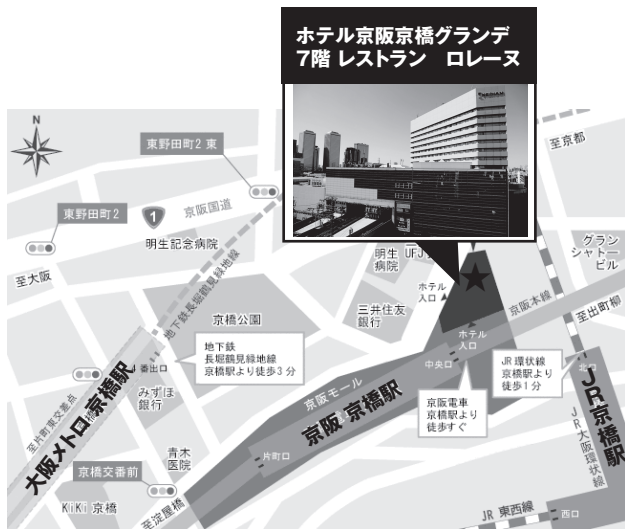 ホテル京阪京橋グランデ
7階 レストラン ロレーヌ
N
東野田町2 東
東野田町2
1
京阪国道
明生記念病院
至大阪
地下鉄長堀鶴見緑地線
京橋公園
地下鉄
長堀鶴見緑地線
京橋駅より徒歩3分
番出口
みずほ
銀行
至片町東交差点
大阪メトロ京橋駅
青木
医院
京橋交番前
KiKi 京橋
至淀屋橋
片町口
京阪モール
京阪 京橋駅
三井住友
銀行
明生
病院
UFJ
ホテル
入口
ホテル
入口
中央口
京阪電車
京橋駅より
徒歩すぐ
JR環状線
京橋駅より
徒歩1分
京阪本線
至出町柳
至京都
グラン
シャトー
ビル
北口
JR京橋駅
JR大阪環状線
JR 東西線
西口